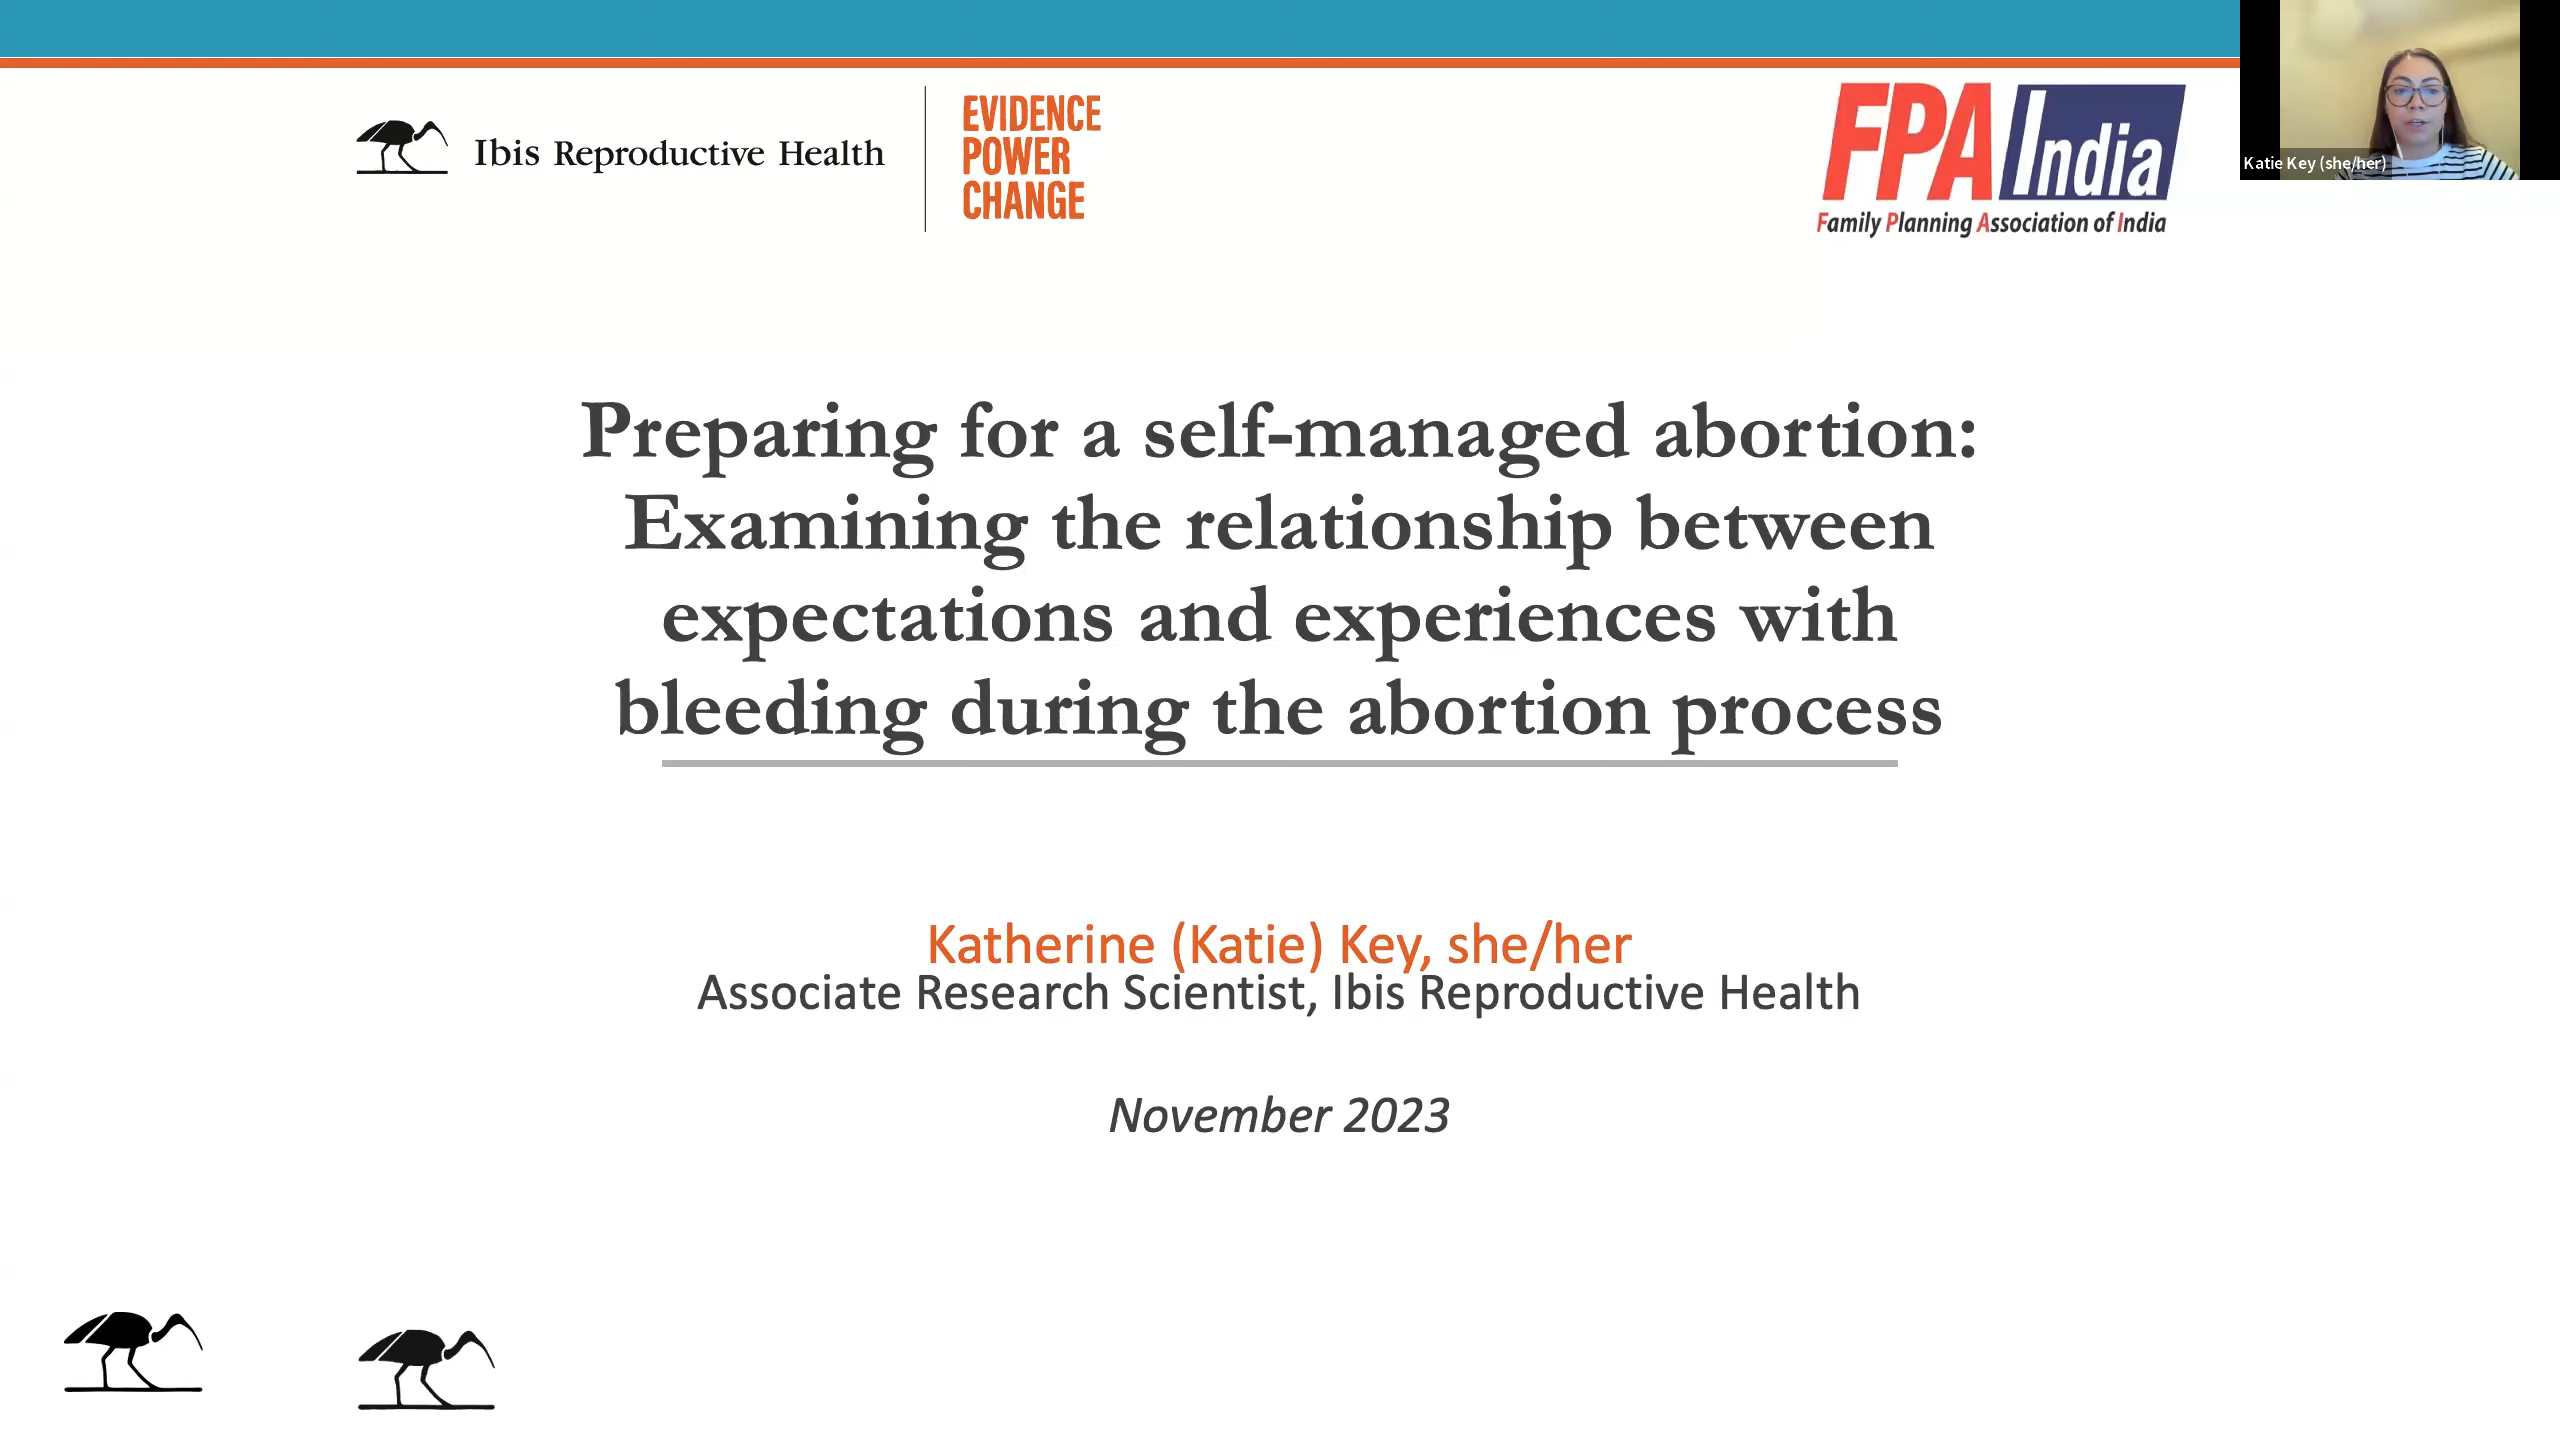 Ibis Reproductive Health
EVIDENCE
POWER
CHANGE
FPA India
Family Planning Association of India
Katie Key (she/her)
Preparing for a self-managed abortion:
Examining the relationship between
expectations and experiences with
bleeding during the abortion process
Katherine (Katie) Key, she/her
Associate Research Scientist, Ibis Reproductive Health
November 2023